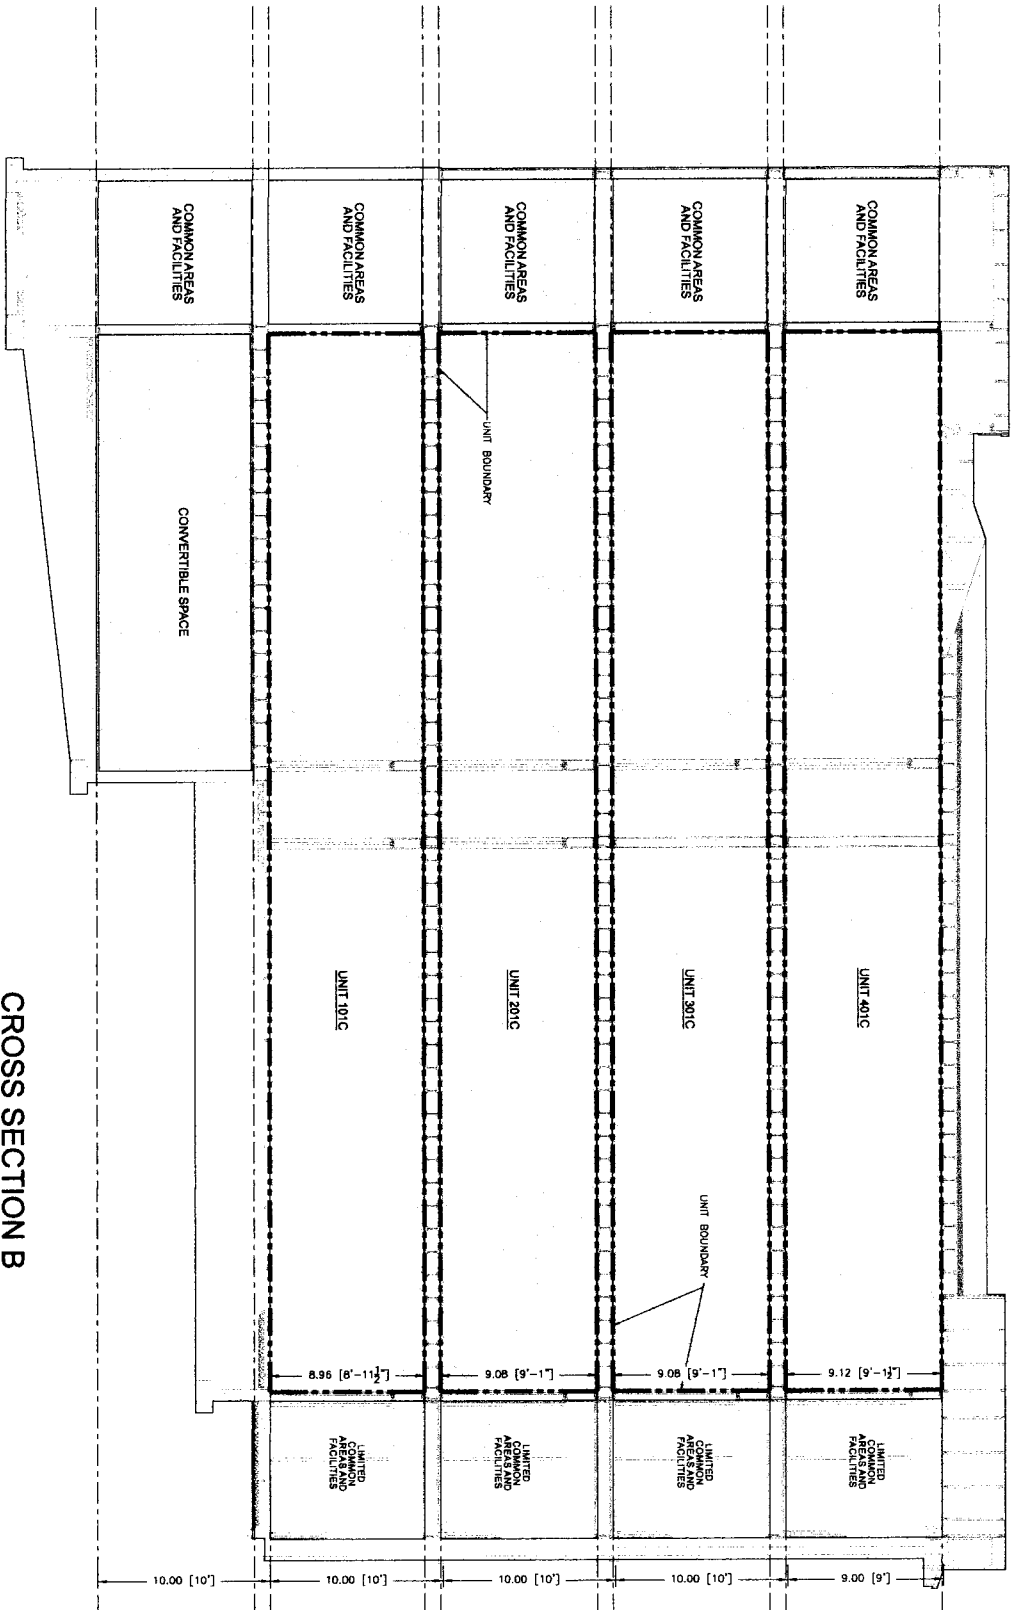 COMMON AREAS
AND FACILITIES
COMMON AREAS
AND FACILITIES
COMMON AREAS
AND FACILITIES
COMMON AREAS
AND FACILITIES
COMMON AREAS
AND FACILITIES
UNIT BOUNDARY
CONVERTIBLE SPACE
UNIT 401C
UNIT 301C
UNIT 201C
UNIT 101C
UNIT BOUNDARY
9.12 [9'-1½"]
9.08 [9'-1"]
9.08 [9'-1"]
8.96 [8'-11½"]
LIMITED
COMMON
AREAS AND
FACILITIES
LIMITED
COMMON
AREAS AND
FACILITIES
LIMITED
COMMON
AREAS AND
FACILITIES
LIMITED
COMMON
AREAS AND
FACILITIES
9.00 [9']
10.00 [10']
10.00 [10']
10.00 [10']
10.00 [10']
CROSS SECTION B